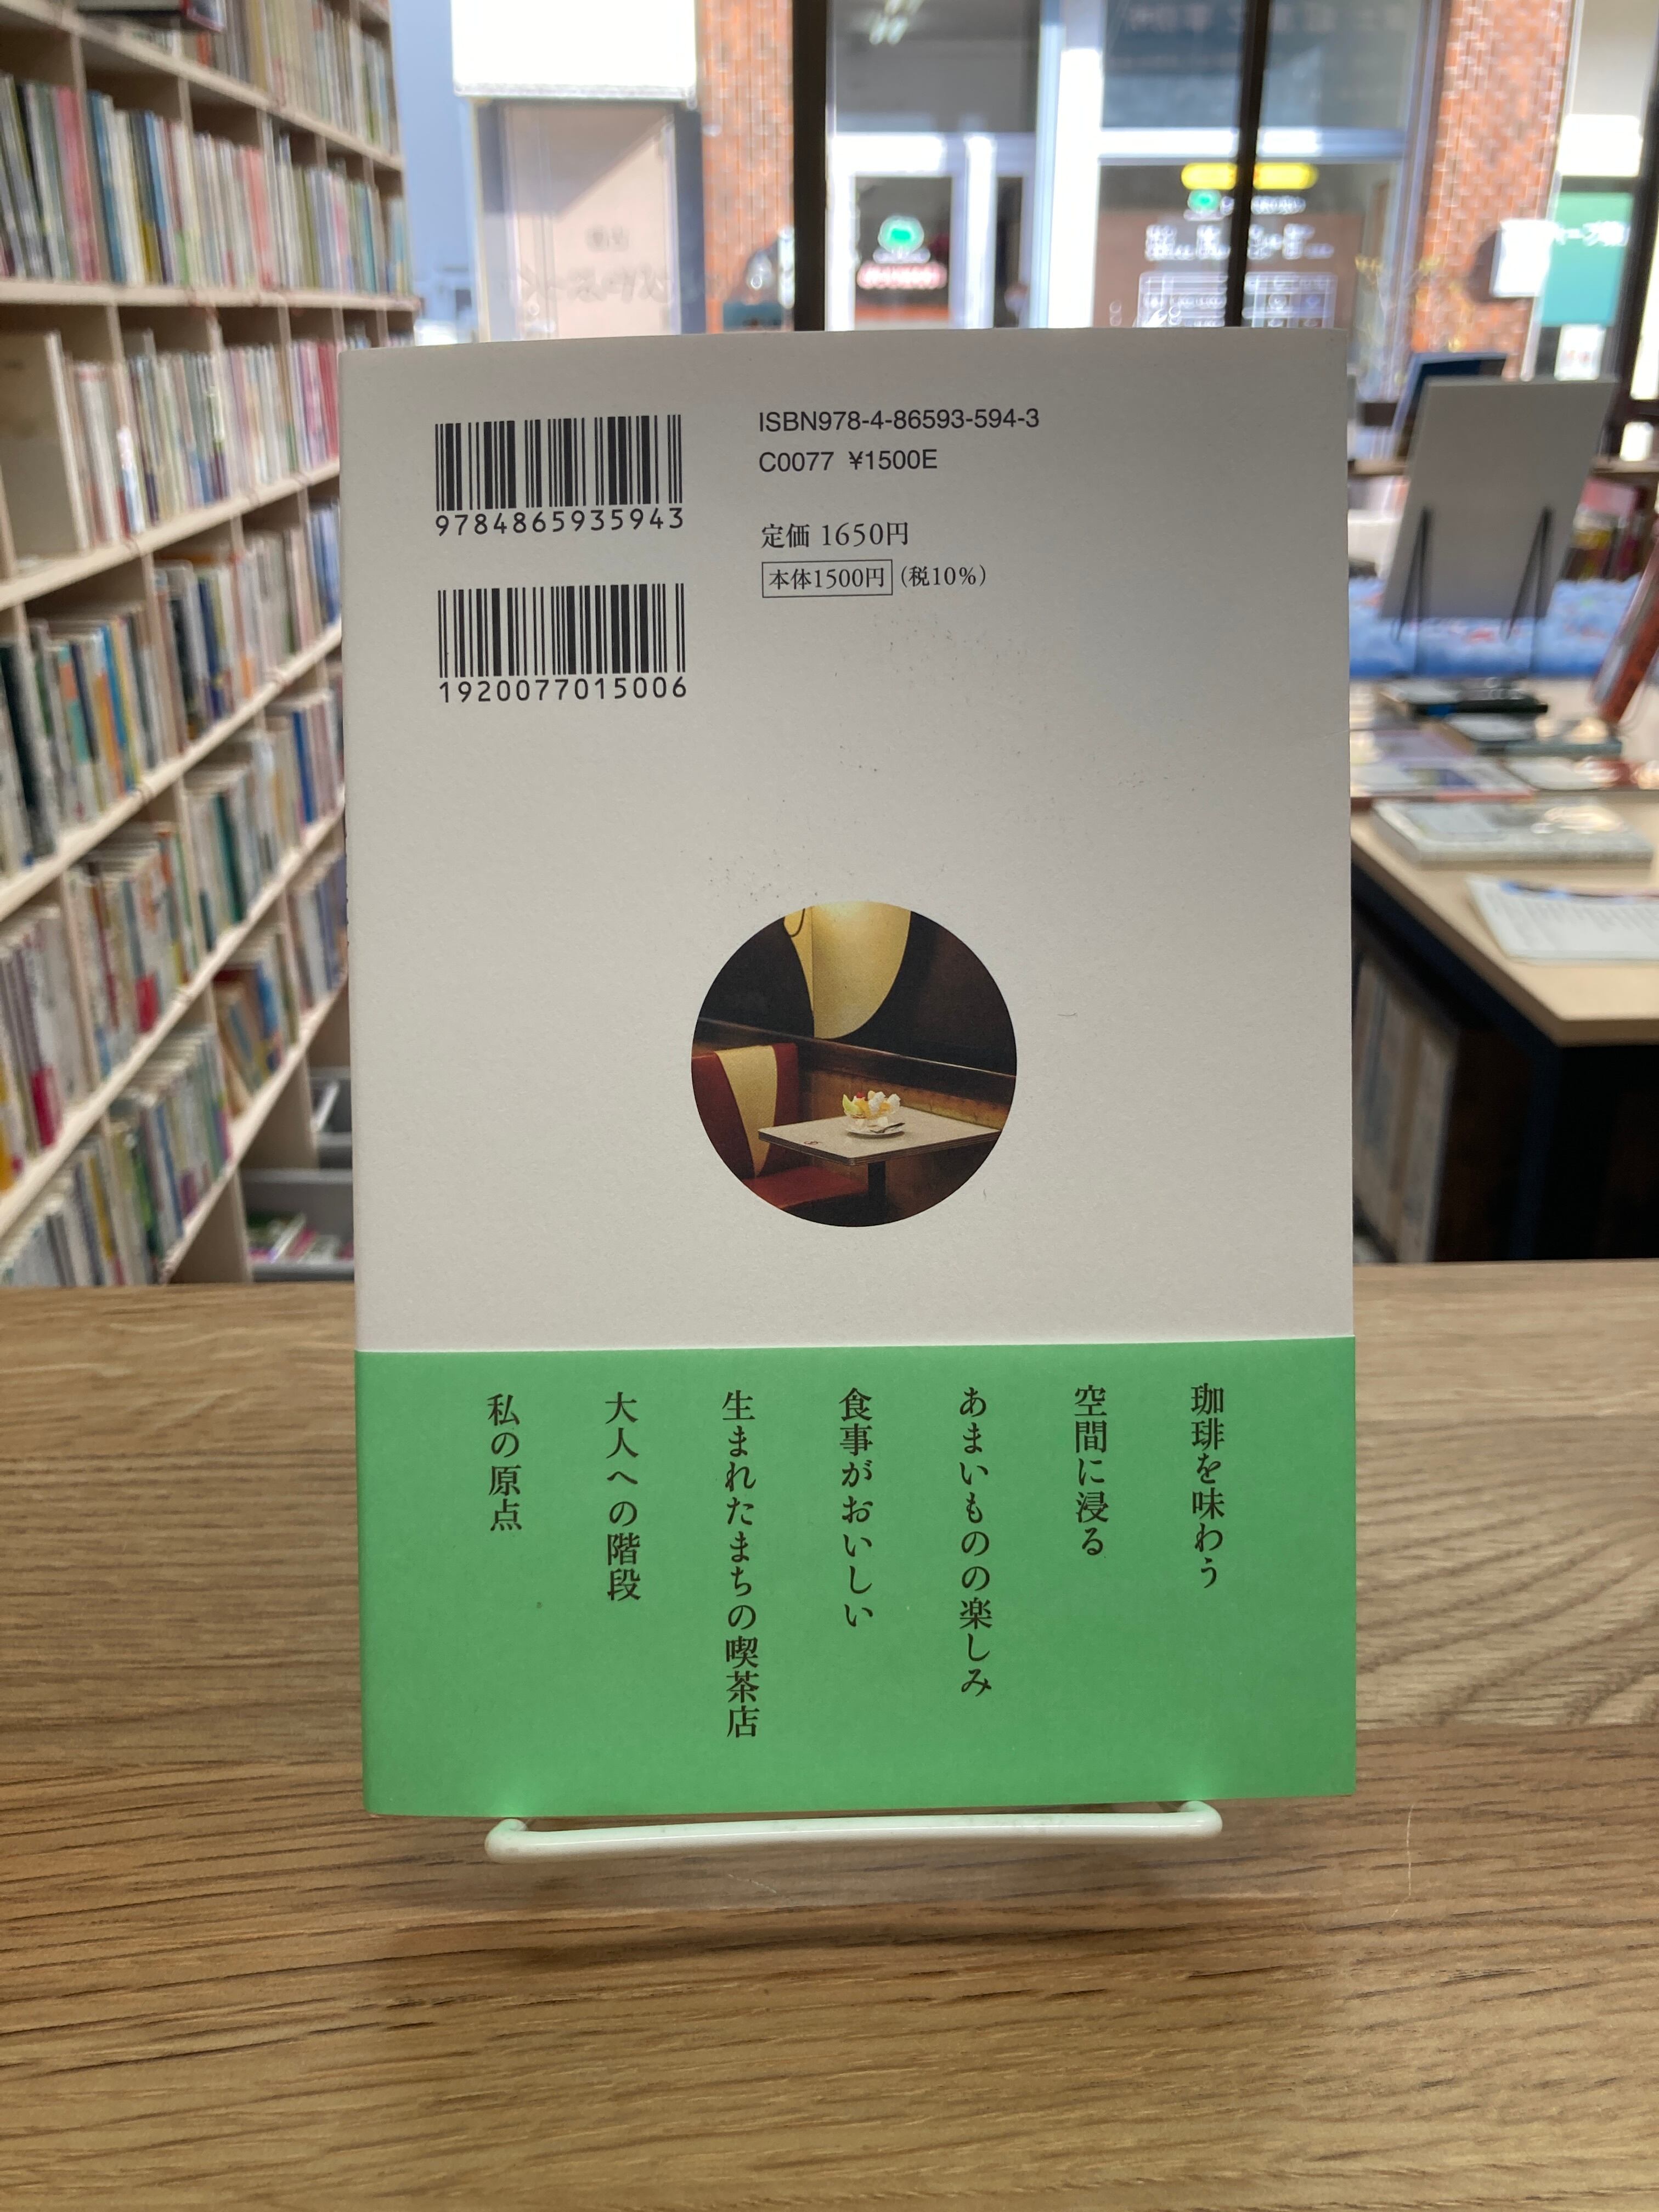 9784865935943
1920077015006
ISBN978-4-86593-594-3
C0077 ¥1500E
定価 1650円
本体1500円 (税10%)
珈琲を味わう
空間に浸る
あまいものの楽しみ
食事がおいしい
生まれたまちの喫茶店
大人への階段
私の原点